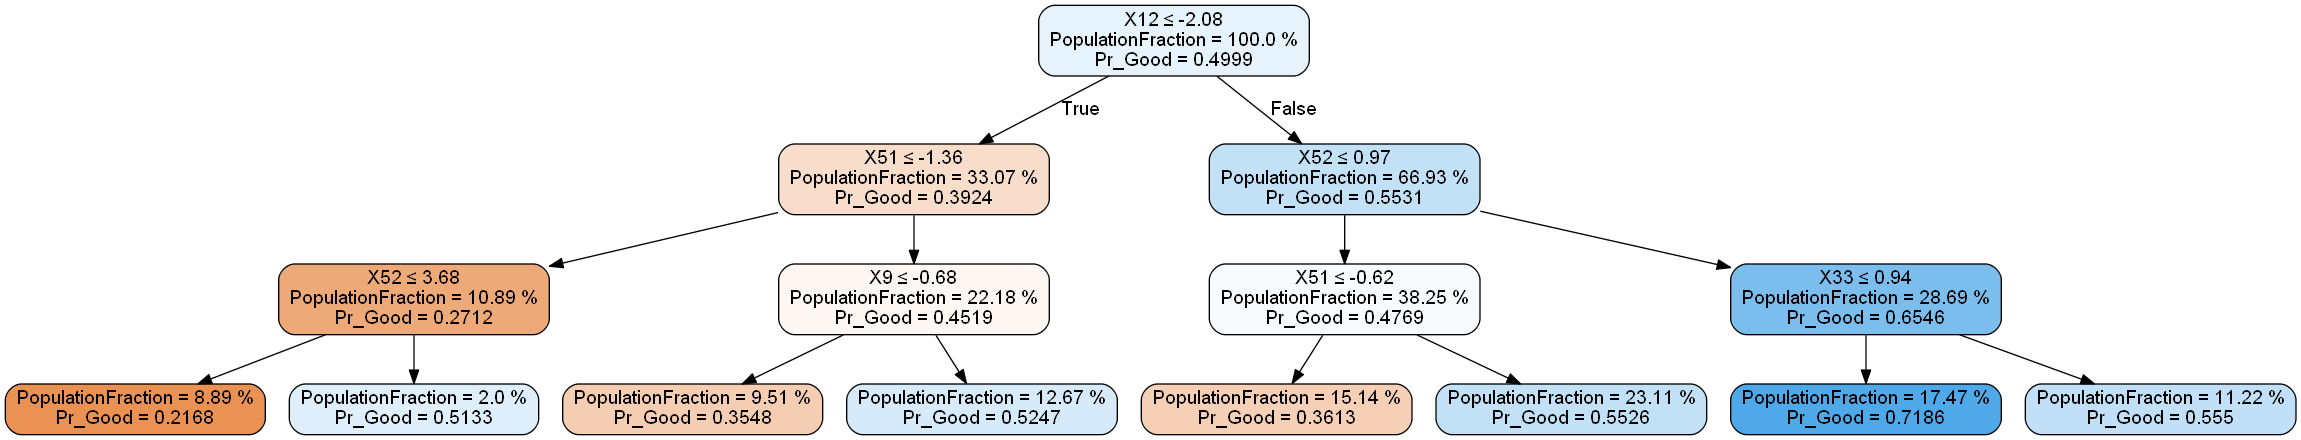 X12 ≤ -2.08
PopulationFraction = 100.0 %
Pr_Good = 0.4999
True
False
X51 ≤ -1.36
PopulationFraction = 33.07 %
Pr_Good = 0.3924
X52 ≤ 0.97
PopulationFraction = 66.93 %
Pr_Good = 0.5531
X52 ≤ 3.68
PopulationFraction = 10.89 %
Pr_Good = 0.2712
X9 ≤ -0.68
PopulationFraction = 22.18 %
Pr_Good = 0.4519
X51 ≤ -0.62
PopulationFraction = 38.25 %
Pr_Good = 0.4769
X33 ≤ 0.94
PopulationFraction = 28.69 %
Pr_Good = 0.6546
PopulationFraction = 8.89 %
Pr_Good = 0.2168
PopulationFraction = 2.0 %
Pr_Good = 0.5133
PopulationFraction = 9.51 %
Pr_Good = 0.3548
PopulationFraction = 12.67 %
Pr_Good = 0.5247
PopulationFraction = 15.14 %
Pr_Good = 0.3613
PopulationFraction = 23.11 %
Pr_Good = 0.5526
PopulationFraction = 17.47 %
Pr_Good = 0.7186
PopulationFraction = 11.22 %
Pr_Good = 0.555